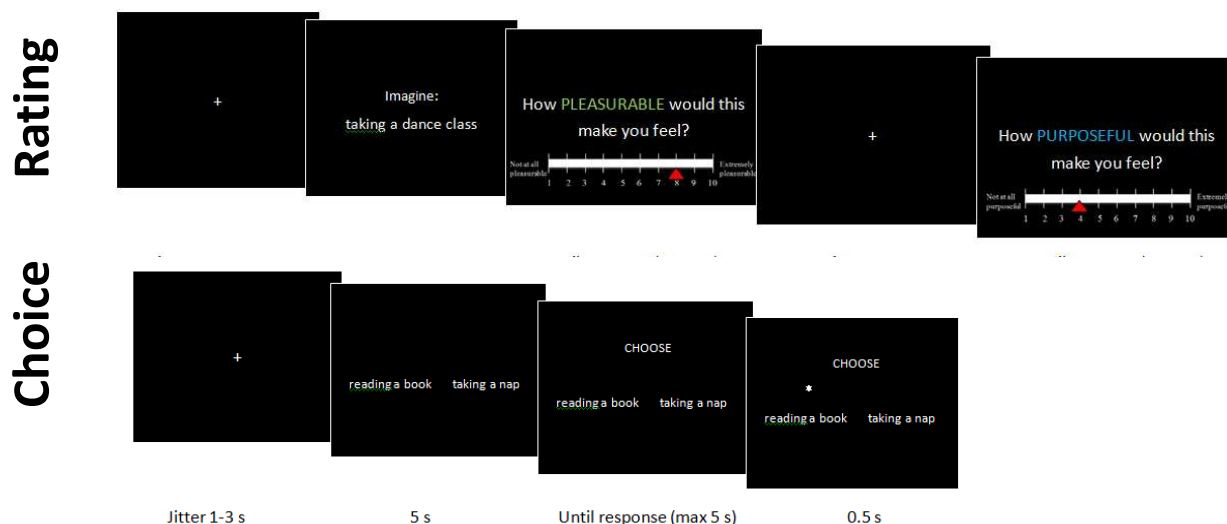 Rating
+
Imagine:
taking a dance class
How PLEASURABLE would this
make you feel?
Not at all
pleasurable
Extremely
pleasurable
1 2 3 4 5 6 7 8 9 10
+
How PURPOSEFUL would this
make you feel?
Not at all
purposeful
1 2 3 4 5 6 7 8 9 10
Choice
+
reading a book taking a nap
CHOOSE
reading a book taking a nap
CHOOSE
*
reading a book taking a nap
Jitter 1-3 s
5 s
Until response (max 5 s)
0.5 s